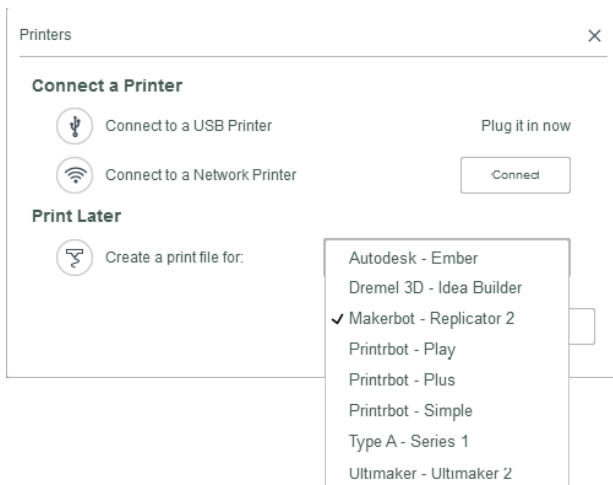 Printers
Connect a Printer
Connect to a USB Printer Plug it in now
Connect to a Network Printer Connect
Print Later
Create a print file for:
Autodesk - Ember
Dremel 3D - Idea Builder
Makerbot - Replicator 2
Printrbot - Play
Printrbot - Plus
Printrbot - Simple
Type A - Series 1
Ultimaker - Ultimaker 2